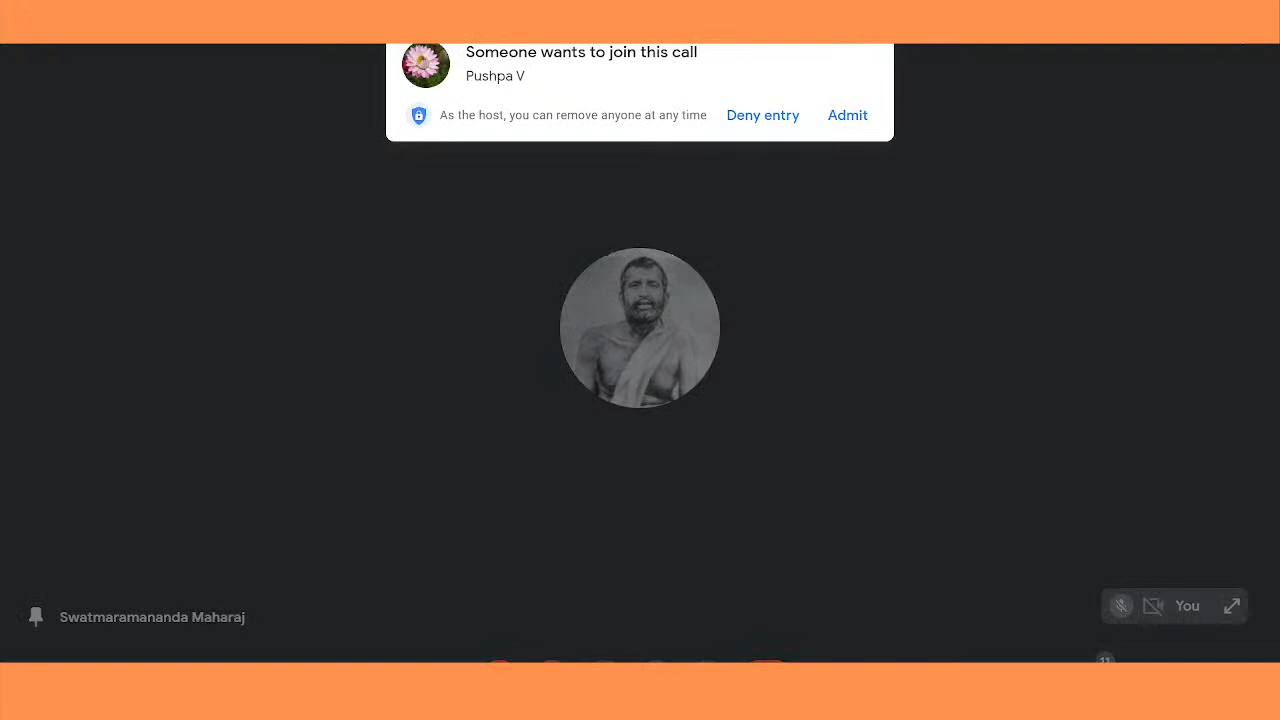 Someone wants to join this call
Pushpa V
As the host, you can remove anyone at any time Deny entry Admit
Swatmaramananda Maharaj
You
11